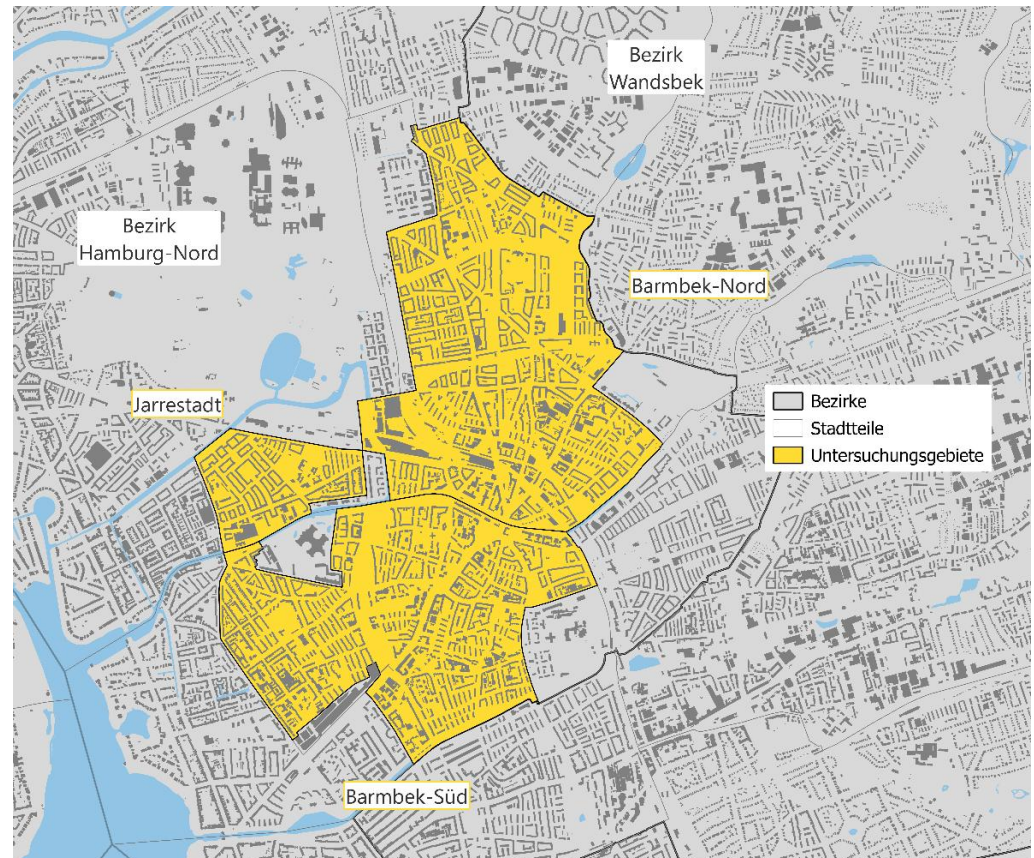 Bezirk
Wandsbek
Bezirk
Hamburg-Nord
Barmbek-Nord
Jarrestadt
Bezirke
Stadtteile
Untersuchungsgebiete
Barmbek-Süd